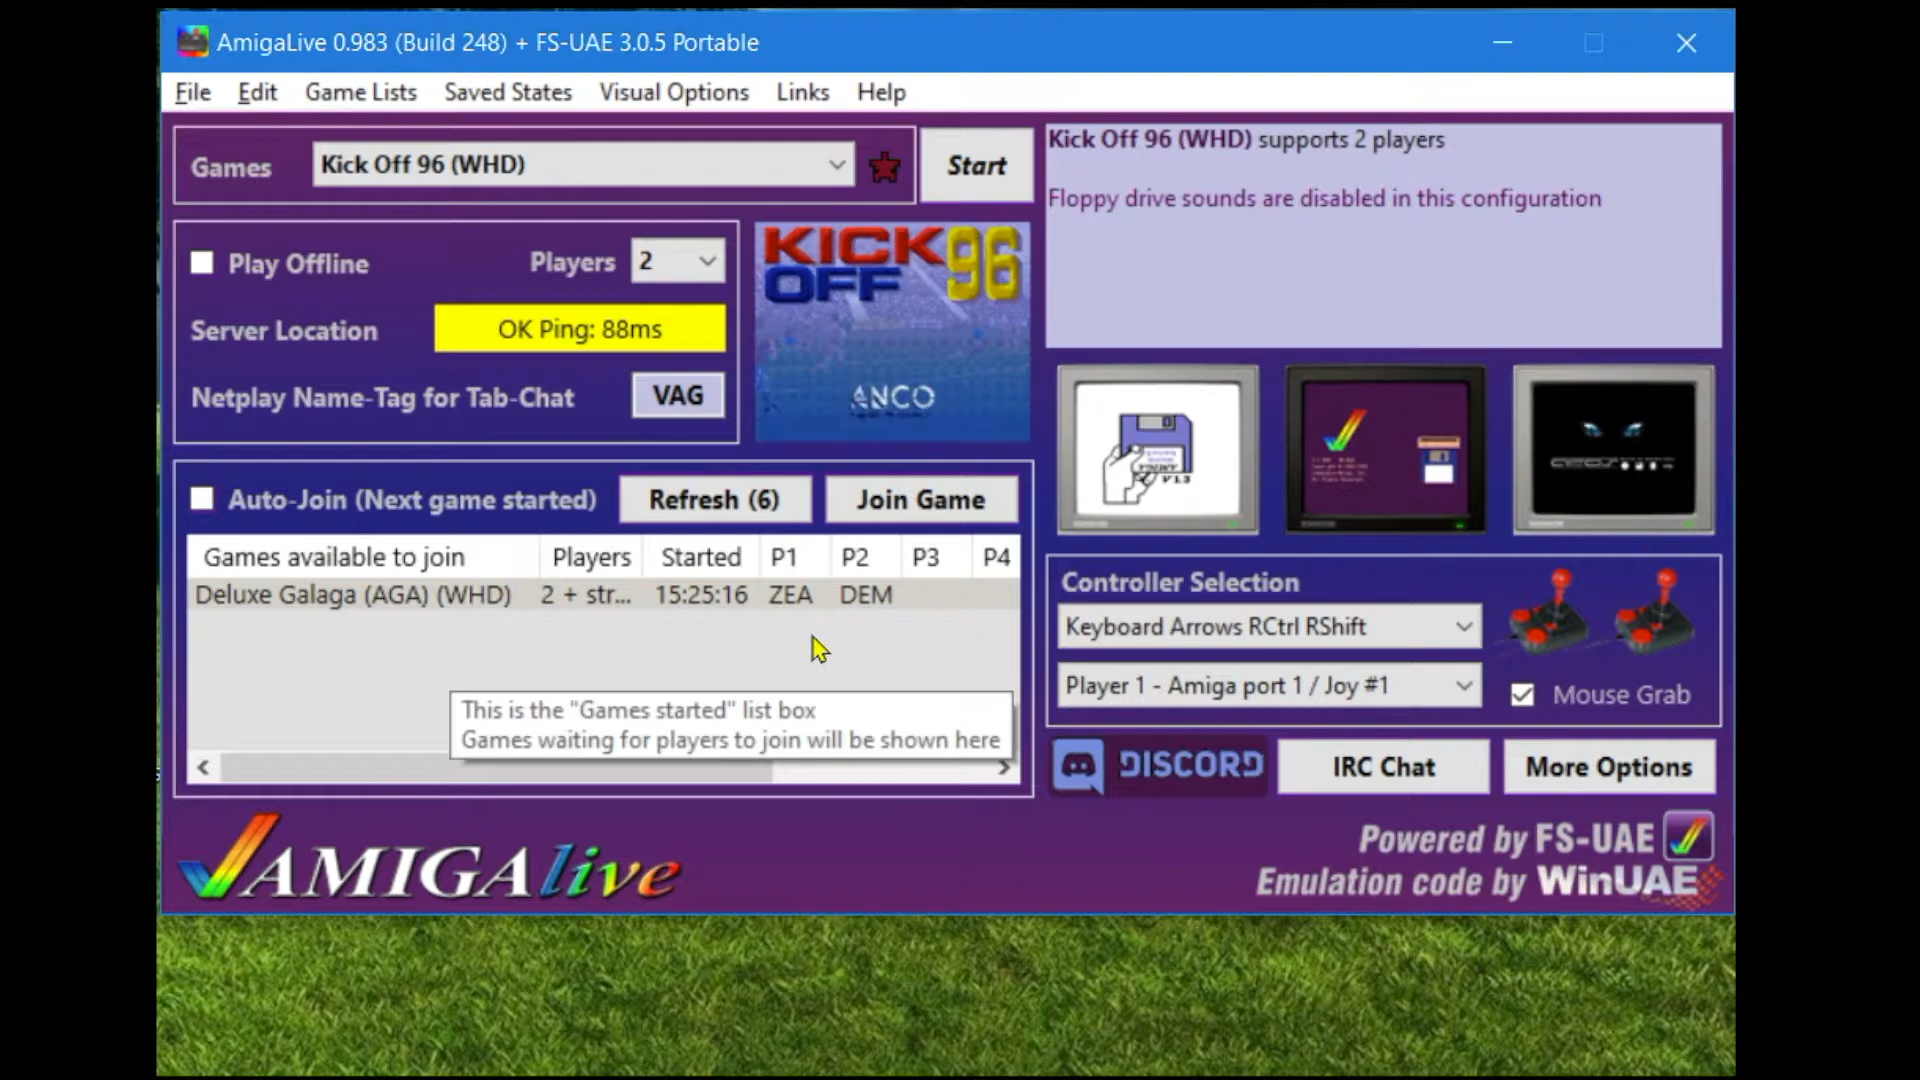 AmigaLive 0.983 (Build 248) + FS-UAE 3.0.5 Portable
File Edit Game Lists Saved States Visual Options Links Help
Games Kick Off 96 (WHD) Start
Play Offline Players 2
Server Location OK Ping: 88ms
Netplay Name-Tag for Tab-Chat VAG
KICK OFF 96
ANCO
Kick Off 96 (WHD) supports 2 players
Floppy drive sounds are disabled in this configuration
V1.3
Auto-Join (Next game started) Refresh (6) Join Game
Games available to join Players Started P1 P2 P3 P4
Deluxe Galaga (AGA) (WHD) 2 + str... 15:25:16 ZEA DEM
This is the "Games started" list box
Games waiting for players to join will be shown here
Controller Selection
Keyboard Arrows RCtrl RShift
Player 1 - Amiga port 1 / Joy #1
Mouse Grab
DISCORD IRC Chat More Options
AMIGAlive
Powered by FS-UAE
Emulation code by WinUAE